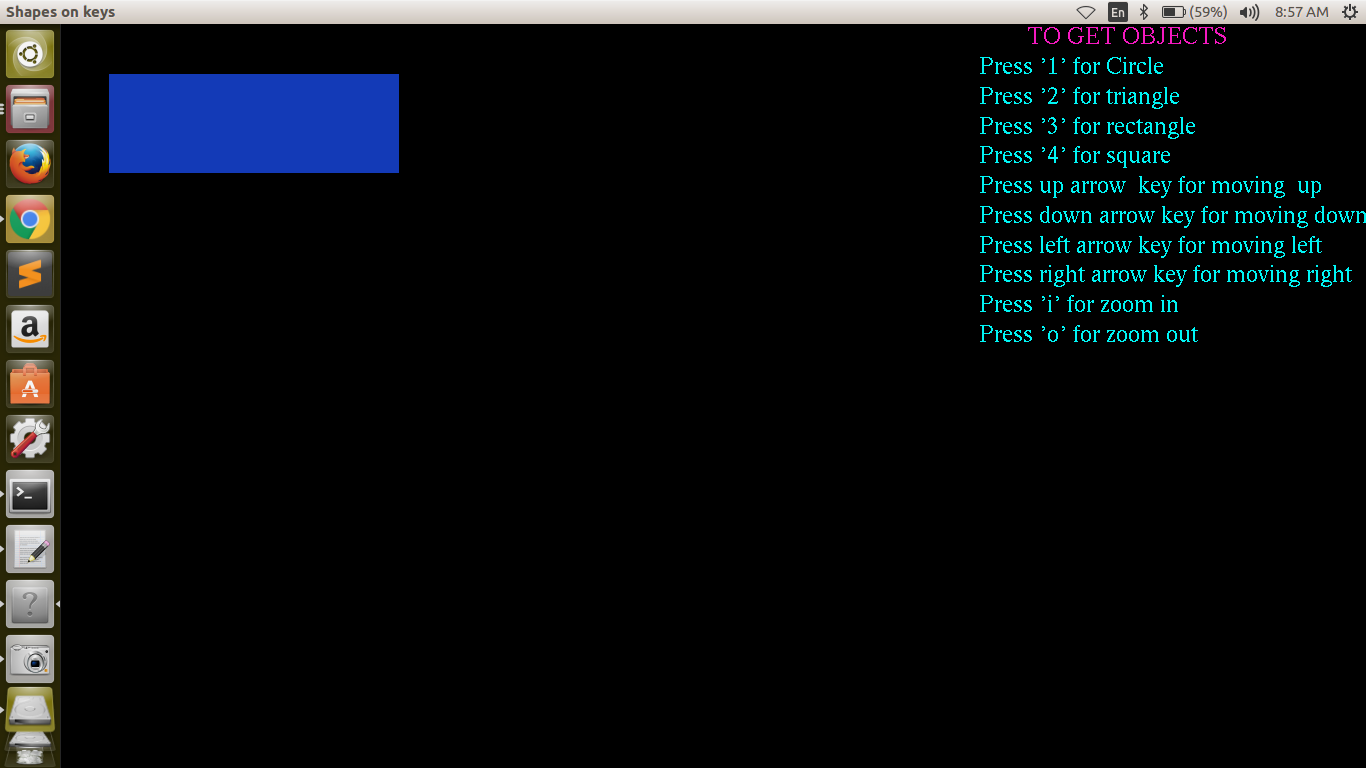 Shapes on keys
En
(59%)
8:57 AM
TO GET OBJECTS
Press ’1’ for Circle
Press ’2’ for triangle
Press ’3’ for rectangle
Press ’4’ for square
Press up arrow  key for moving  up
Press down arrow key for moving down
Press left arrow key for moving left
Press right arrow key for moving right
Press ’i’ for zoom in
Press ’o’ for zoom out
a
A
>_
?